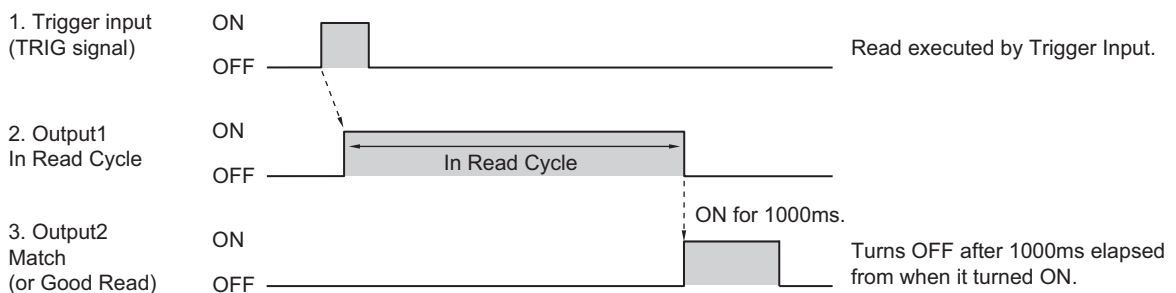 1. Trigger input
(TRIG signal)
ON
OFF
Read executed by Trigger Input.
2. Output1
In Read Cycle
ON
OFF
In Read Cycle
ON for 1000ms.
3. Output2
Match
(or Good Read)
ON
OFF
Turns OFF after 1000ms elapsed
from when it turned ON.